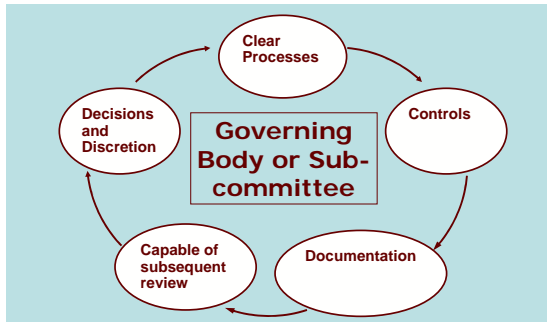 Clear
Processes
Decisions
and
Discretion
Controls
Governing
Body or Sub-
committee
Capable of
subsequent
review
Documentation